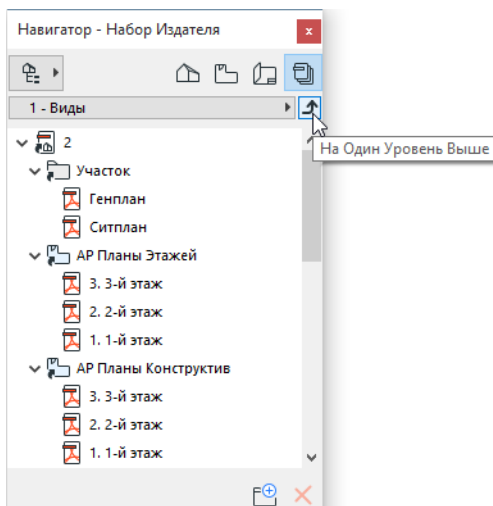 Навигатор - Набор Издателя
1 - Виды
На Один Уровень Выше
2
Участок
Генплан
Ситплан
АР Планы Этажей
3. 3-й этаж
2. 2-й этаж
1. 1-й этаж
АР Планы Конструктив
3. 3-й этаж
2. 2-й этаж
1. 1-й этаж